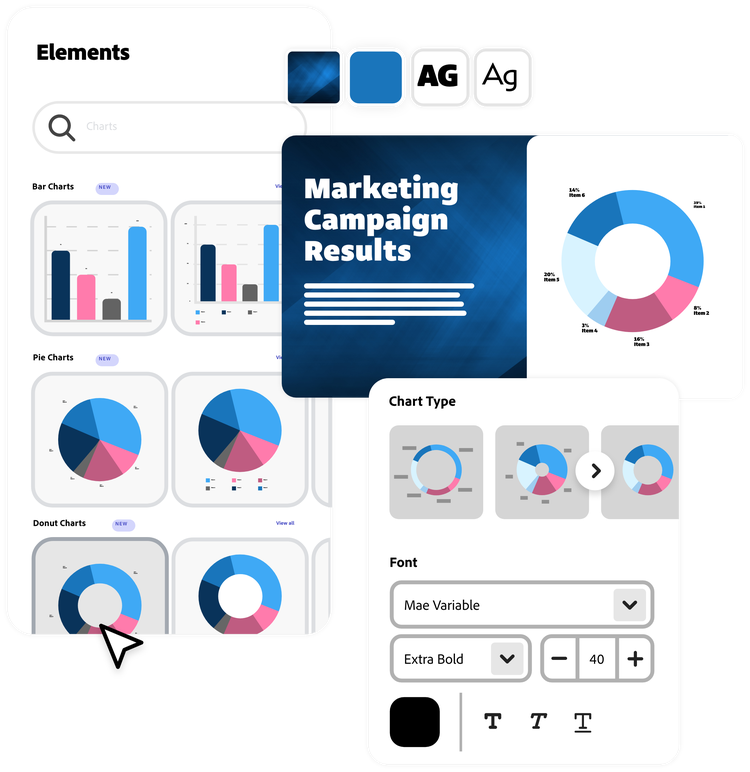 Elements
Charts
Bar Charts
NEW
Pie Charts
NEW
Donut Charts
NEW
View all
AG
Ag
Marketing
Campaign
Results
14%
Item 6
Item 1
8%
Item 2
16%
Item 3
3%
Item 4
20%
Item 5
Chart Type
Font
Mae Variable
Extra Bold
40
T
T
T